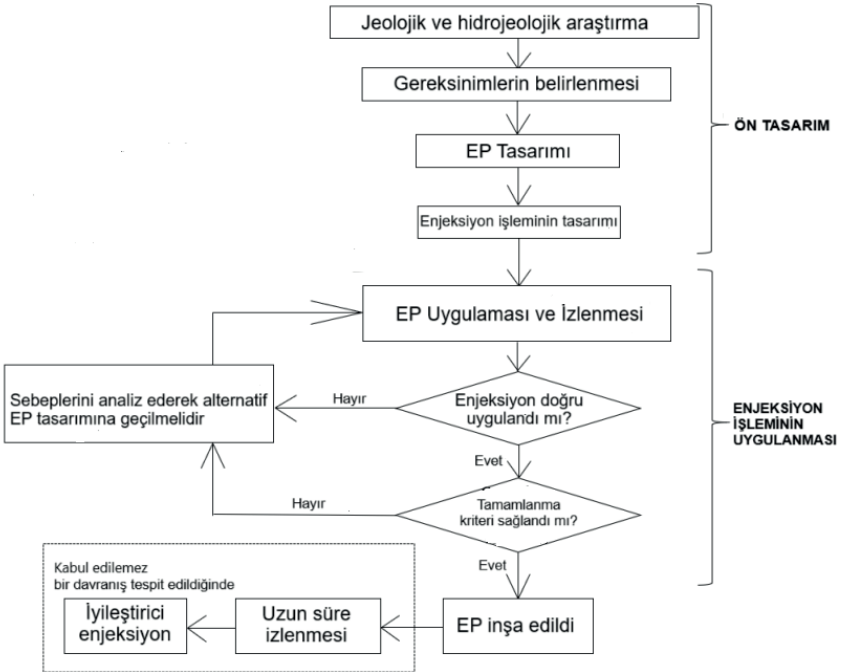 Jeolojik ve hidrojeolojik araştırma
Gereksinimlerin belirlenmesi
ÖN TASARIM
EP Tasarımı
Enjeksiyon işleminin tasarımı
EP Uygulaması ve İzlenmesi
Sebeplerini analiz ederek alternatif
EP tasarımına geçilmelidir
Hayır
Enjeksiyon doğru
uygulandı mı?
ENJEKSİYON
İŞLEMİNİN
UYGULANMASI
Evet
Hayır
Tamamlanma
kriteri sağlandı mı?
Evet
Kabul edilemez
bir davranış tespit edildiğinde
İyileştirici
enjeksiyon
Uzun süre
izlenmesi
EP inşa edildi